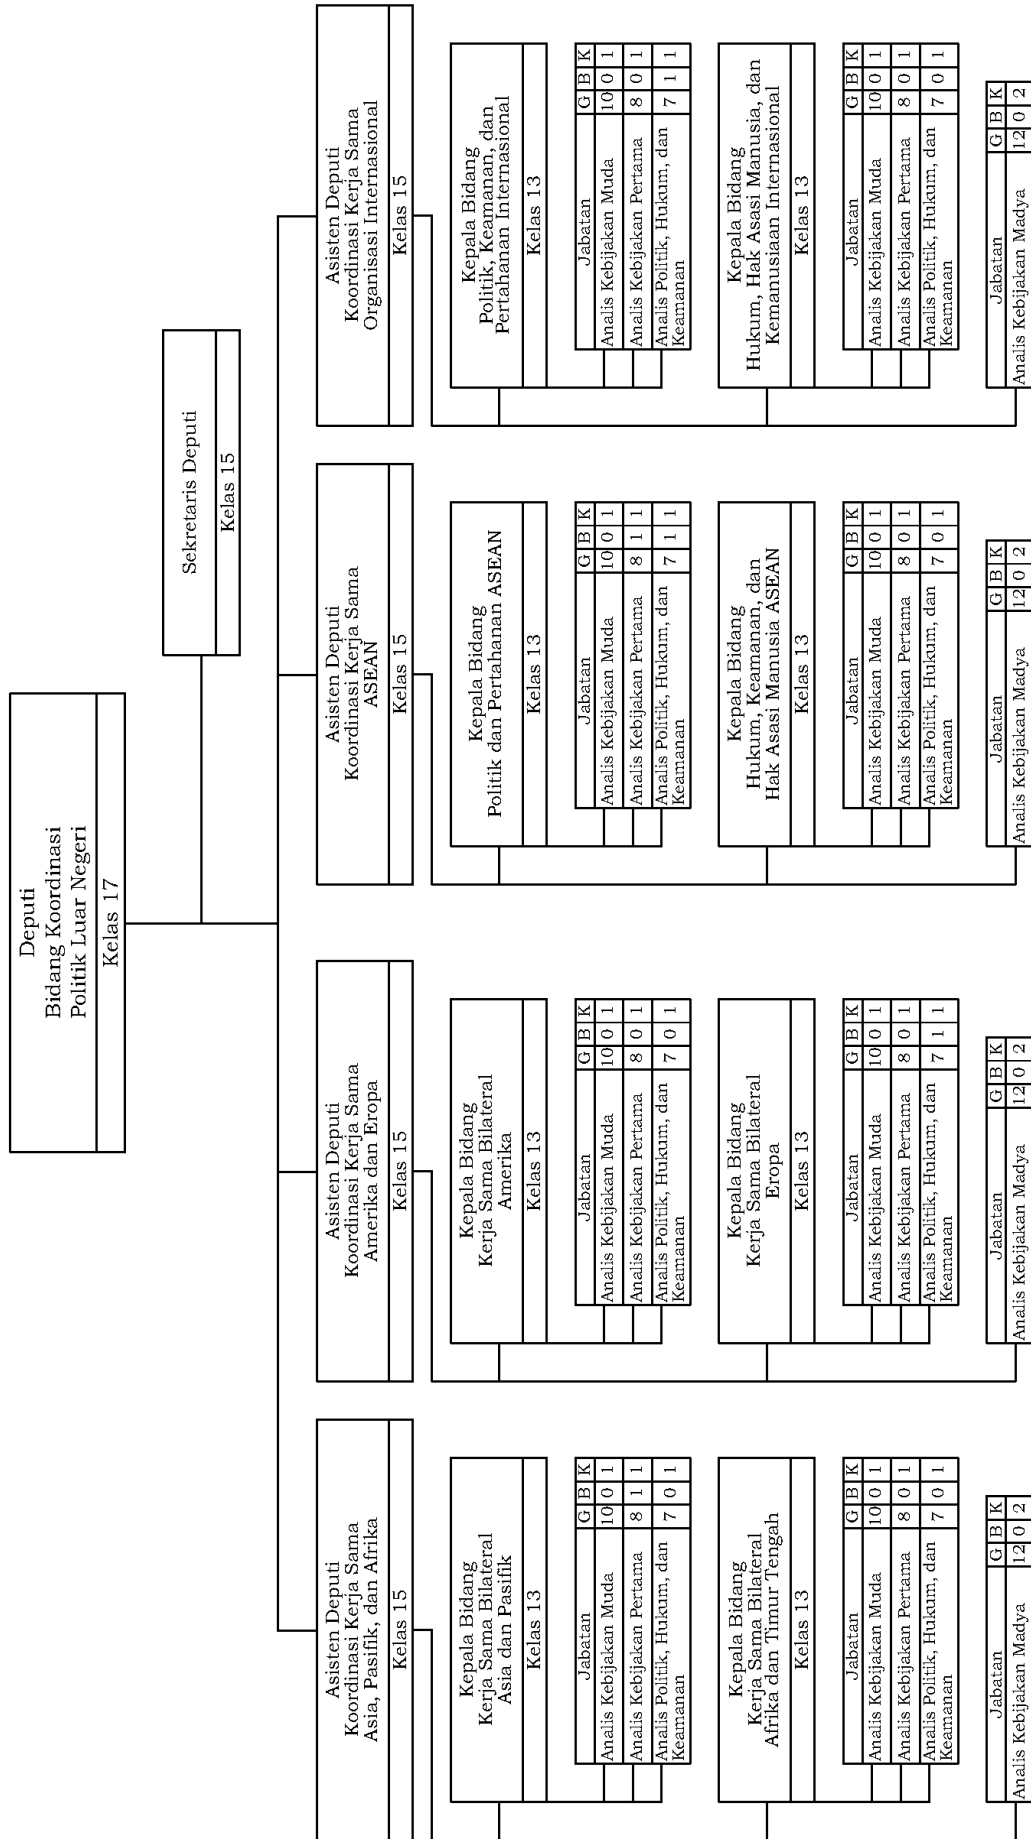 Deputi
Bidang Koordinasi
Politik Luar Negeri
Kelas 17
Sekretaris Deputi
Kelas 15
Asisten Deputi
Koordinasi Kerja Sama
Asia, Pasifik, dan Afrika
Kelas 15
Kepala Bidang
Kerja Sama Bilateral
Asia dan Pasifik
Kelas 13
Jabatan G B K
Analis Kebijakan Muda 10 0 1
Analis Kebijakan Pertama 8 1 1
Analis Politik, Hukum, dan 7 0 1
Keamanan
Kepala Bidang
Kerja Sama Bilateral
Afrika dan Timur Tengah
Kelas 13
Jabatan G B K
Analis Kebijakan Muda 10 0 1
Analis Kebijakan Pertama 8 0 1
Analis Politik, Hukum, dan 7 0 1
Keamanan
Jabatan G B K
Analis Kebijakan Madya 12 0 2
Asisten Deputi
Koordinasi Kerja Sama
Amerika dan Eropa
Kelas 15
Kepala Bidang
Kerja Sama Bilateral
Amerika
Kelas 13
Jabatan G B K
Analis Kebijakan Muda 10 0 1
Analis Kebijakan Pertama 8 0 1
Analis Politik, Hukum, dan 7 0 1
Keamanan
Kepala Bidang
Kerja Sama Bilateral
Eropa
Kelas 13
Jabatan G B K
Analis Kebijakan Muda 10 0 1
Analis Kebijakan Pertama 8 0 1
Analis Politik, Hukum, dan 7 1 1
Keamanan
Jabatan G B K
Analis Kebijakan Madya 12 0 2
Asisten Deputi
Koordinasi Kerja Sama
ASEAN
Kelas 15
Kepala Bidang
Politik dan Pertahanan ASEAN
Kelas 13
Jabatan G B K
Analis Kebijakan Muda 10 0 1
Analis Kebijakan Pertama 8 1 1
Analis Politik, Hukum, dan 7 1 1
Keamanan
Kepala Bidang
Hukum, Keamanan, dan
Hak Asasi Manusia ASEAN
Kelas 13
Jabatan G B K
Analis Kebijakan Muda 10 0 1
Analis Kebijakan Pertama 8 0 1
Analis Politik, Hukum, dan 7 0 1
Keamanan
Jabatan G B K
Analis Kebijakan Madya 12 0 2
Asisten Deputi
Koordinasi Kerja Sama
Organisasi Internasional
Kelas 15
Kepala Bidang
Politik, Keamanan, dan
Pertahanan Internasional
Kelas 13
Jabatan G B K
Analis Kebijakan Muda 10 0 1
Analis Kebijakan Pertama 8 0 1
Analis Politik, Hukum, dan 7 1 1
Keamanan
Kepala Bidang
Hukum, Hak Asasi Manusia, dan
Kemanusiaan Internasional
Kelas 13
Jabatan G B K
Analis Kebijakan Muda 10 0 1
Analis Kebijakan Pertama 8 0 1
Analis Politik, Hukum, dan 7 0 1
Keamanan
Jabatan G B K
Analis Kebijakan Madya 12 0 2